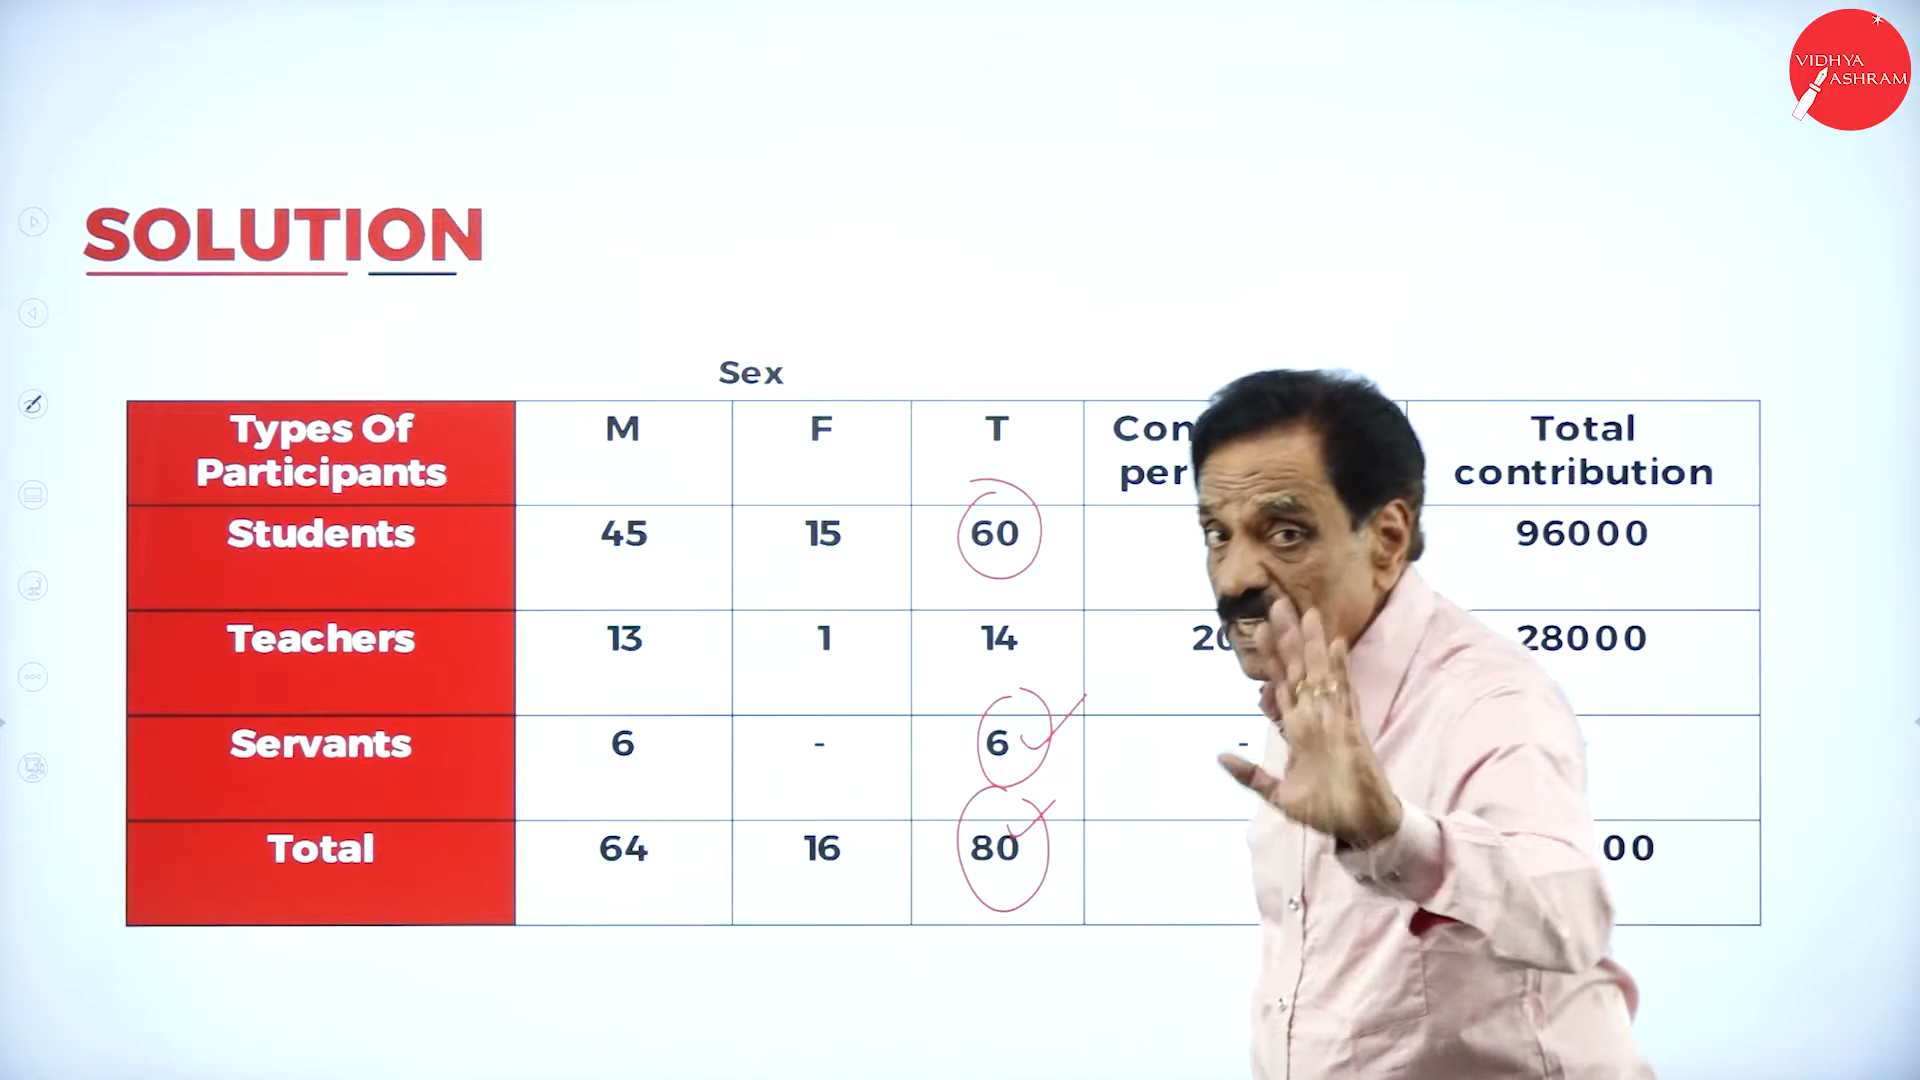 VIDHYA
ASHRAM
SOLUTION
Sex
Types Of
Participants
M
F
T
Con
per
Total
contribution
Students
45
15
60
96000
Teachers
13
1
14
20
28000
Servants
6
-
6
-
Total
64
16
80
00